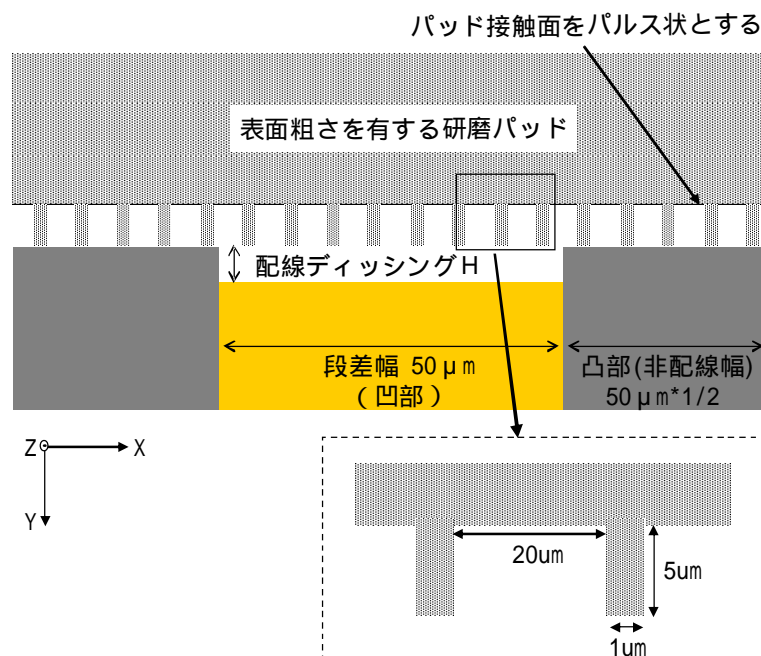 パッド接触面をパルス状とする
表面粗さを有する研磨パッド
配線ディッシングH
段差幅 50μm
(凹部)
凸部(非配線幅)
50μm*1/2
Z
X
Y
20um
5um
1um